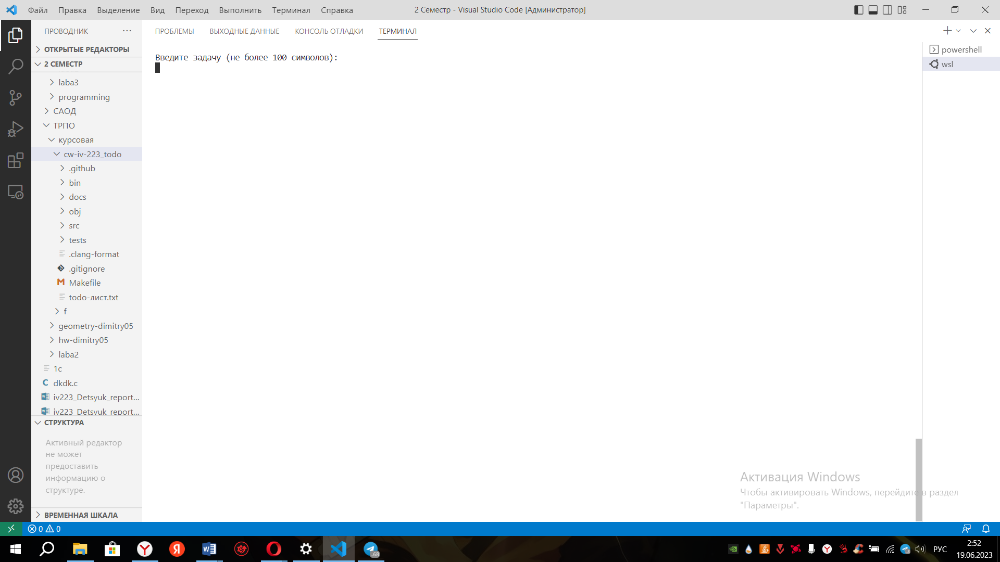 Файл Правка Выделение Вид Переход Выполнить Терминал Справка
2 Семестр - Visual Studio Code [Администратор]
ПРОВОДНИК
ОТКРЫТЫЕ РЕДАКТОРЫ
2 СЕМЕСТР
laba3
programming
САОД
ТРПО
курсовая
cw-iv-223_todo
.github
bin
docs
obj
src
tests
.clang-format
.gitignore
Makefile
todo-лист.txt
f
geometry-dimitry05
hw-dimitry05
laba2
1c
dkdk.c
iv223_Detsyuk_report...
iv223_Detsyuk_report...
СТРУКТУРА
Активный редактор
не может
предоставить
информацию о
структуре.
ВРЕМЕННАЯ ШКАЛА
ПРОБЛЕМЫ ВЫХОДНЫЕ ДАННЫЕ КОНСОЛЬ ОТЛАДКИ ТЕРМИНАЛ
Введите задачу (не более 100 символов):
powershell
wsl
Активация Windows
Чтобы активировать Windows, перейдите в раздел
"Параметры".
0 0
РУС
2:52
19.06.2023